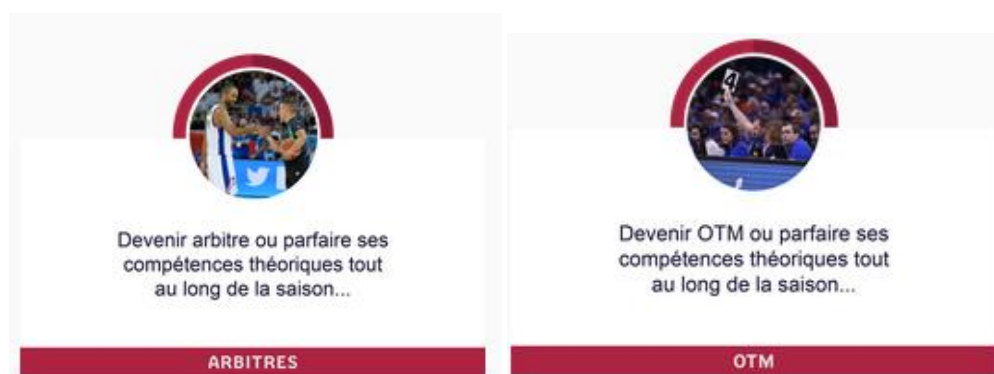 Devenir arbitre ou parfaire ses
compétences théoriques tout
au long de la saison...
ARBITRES
4
Devenir OTM ou parfaire ses
compétences théoriques tout
au long de la saison...
OTM